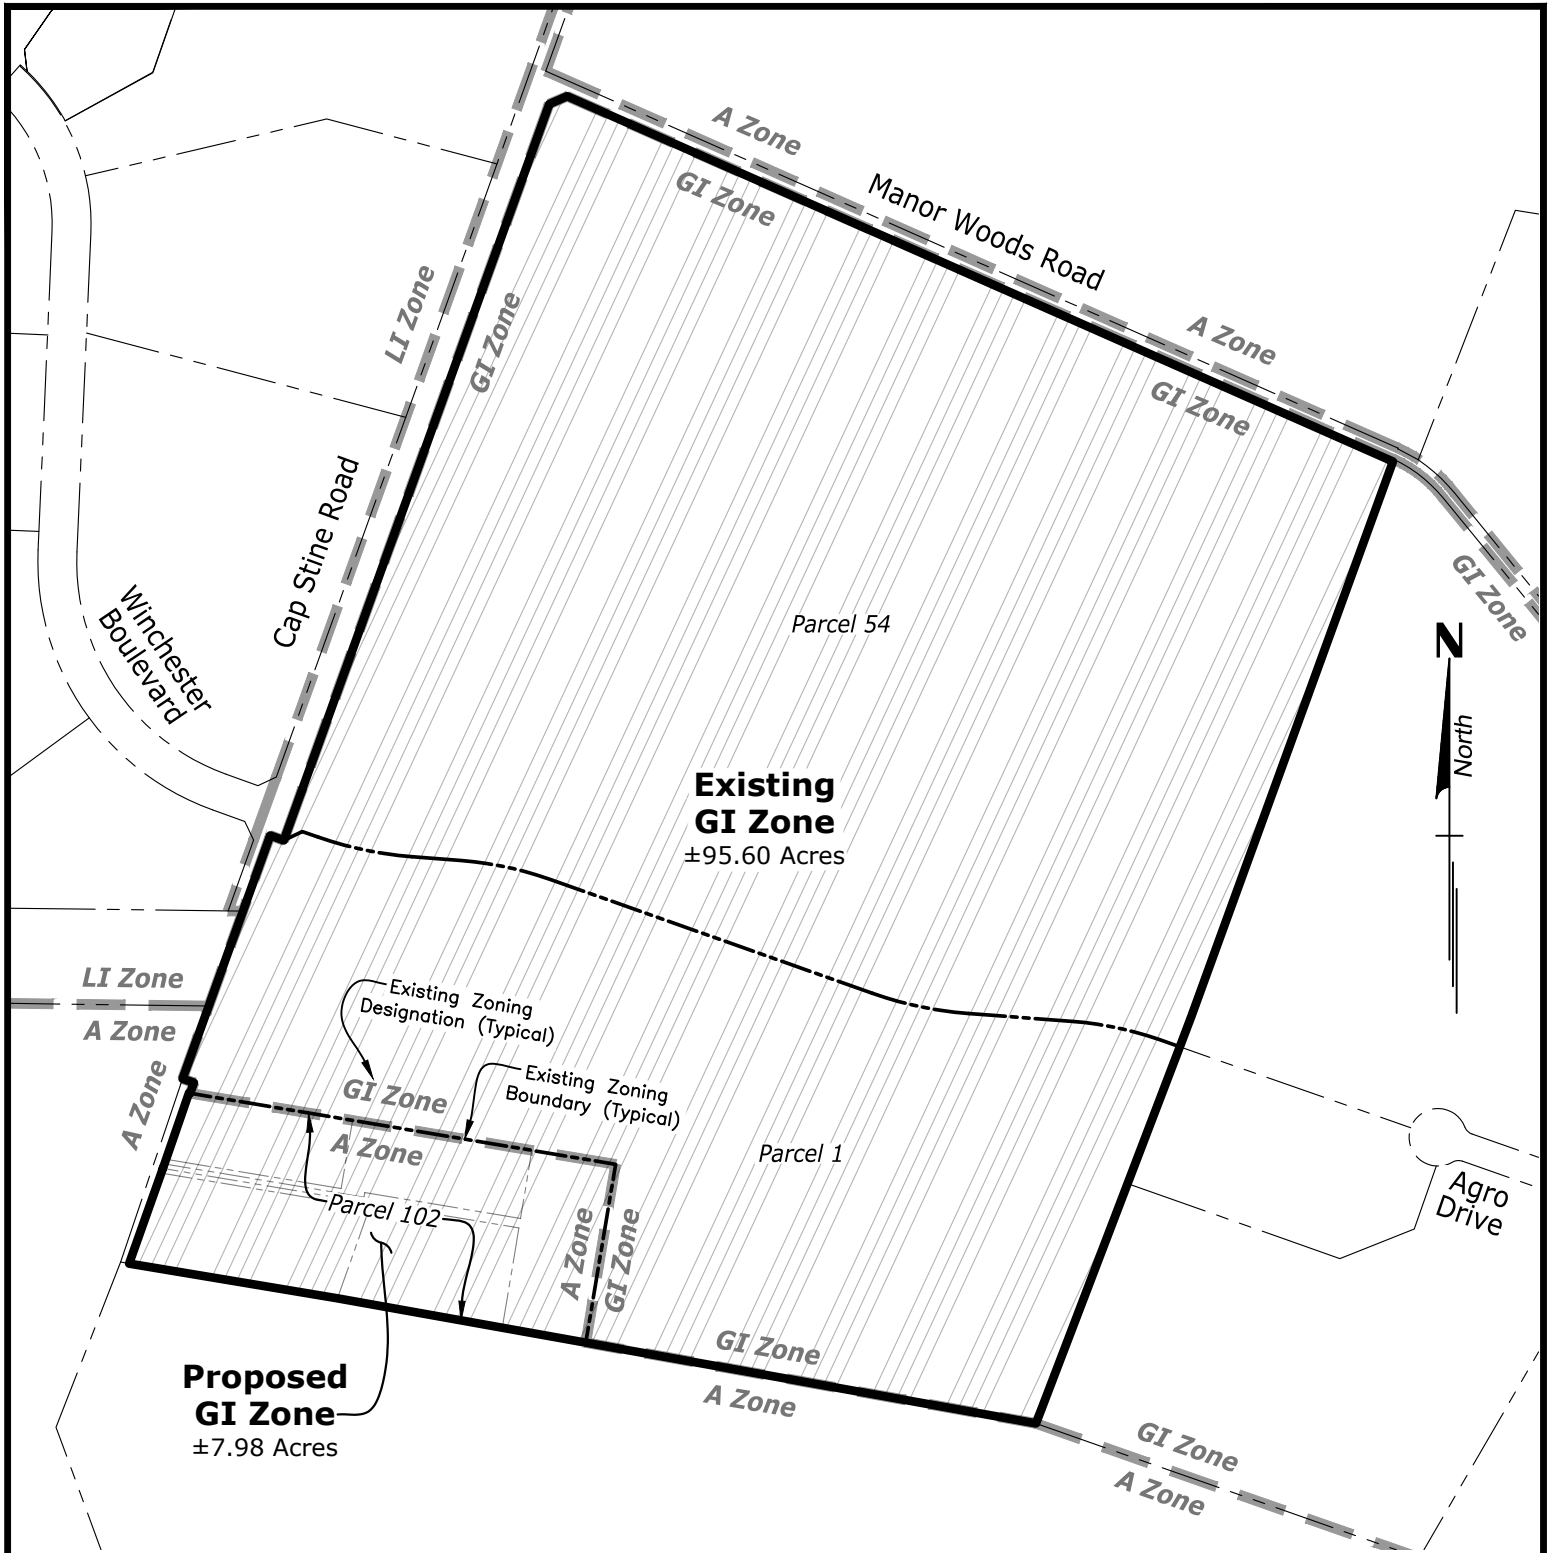 A Zone
GI Zone
Manor Woods Road
A Zone
GI Zone
LI Zone
GI Zone
Cap Stine Road
Winchester
Boulevard
GI Zone
N
North
Parcel 54
Existing
GI Zone
±95.60 Acres
LI Zone
A Zone
A Zone
Existing Zoning
Designation (Typical)
GI Zone
A Zone
Existing Zoning
Boundary (Typical)
Parcel 1
Parcel 102
A Zone
GI Zone
Agro
Drive
GI Zone
A Zone
Proposed
GI Zone
±7.98 Acres
GI Zone
A Zone